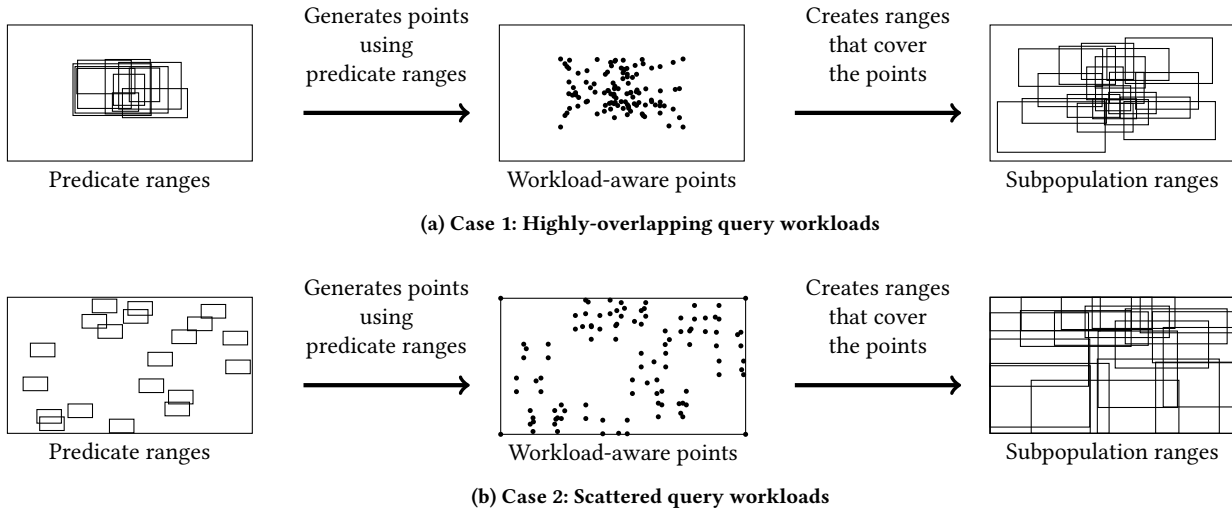 Generates points
using
predicate ranges
Creates ranges
that cover
the points
Predicate ranges
Workload-aware points
Subpopulation ranges
(a) Case 1: Highly-overlapping query workloads
Generates points
using
predicate ranges
Creates ranges
that cover
the points
Predicate ranges
Workload-aware points
Subpopulation ranges
(b) Case 2: Scattered query workloads